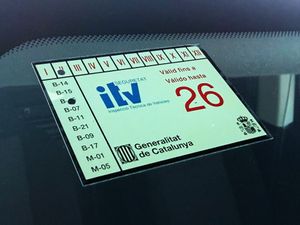 I II III IV V VI VII VIII IX X XI XII
B-14
B-15
B-07
B-11
B-21
B-09
B-17
M-01
M-05
SEGURETAT
itv
Inspecció Tècnica de Vehicles
Vàlid fins a
Válido hasta
26
Generalitat
de Catalunya